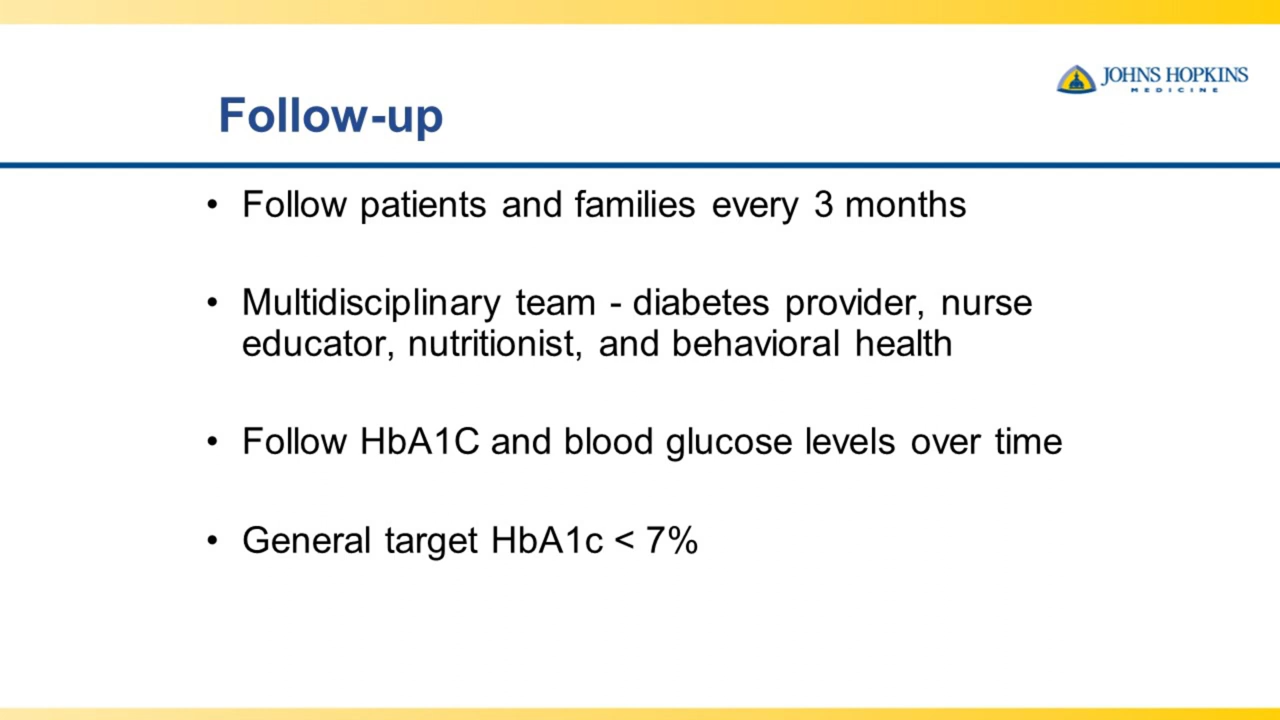 JOHNS HOPKINS
MEDICINE
Follow-up
• Follow patients and families every 3 months
• Multidisciplinary team - diabetes provider, nurse
educator, nutritionist, and behavioral health
• Follow HbA1C and blood glucose levels over time
• General target HbA1c < 7%